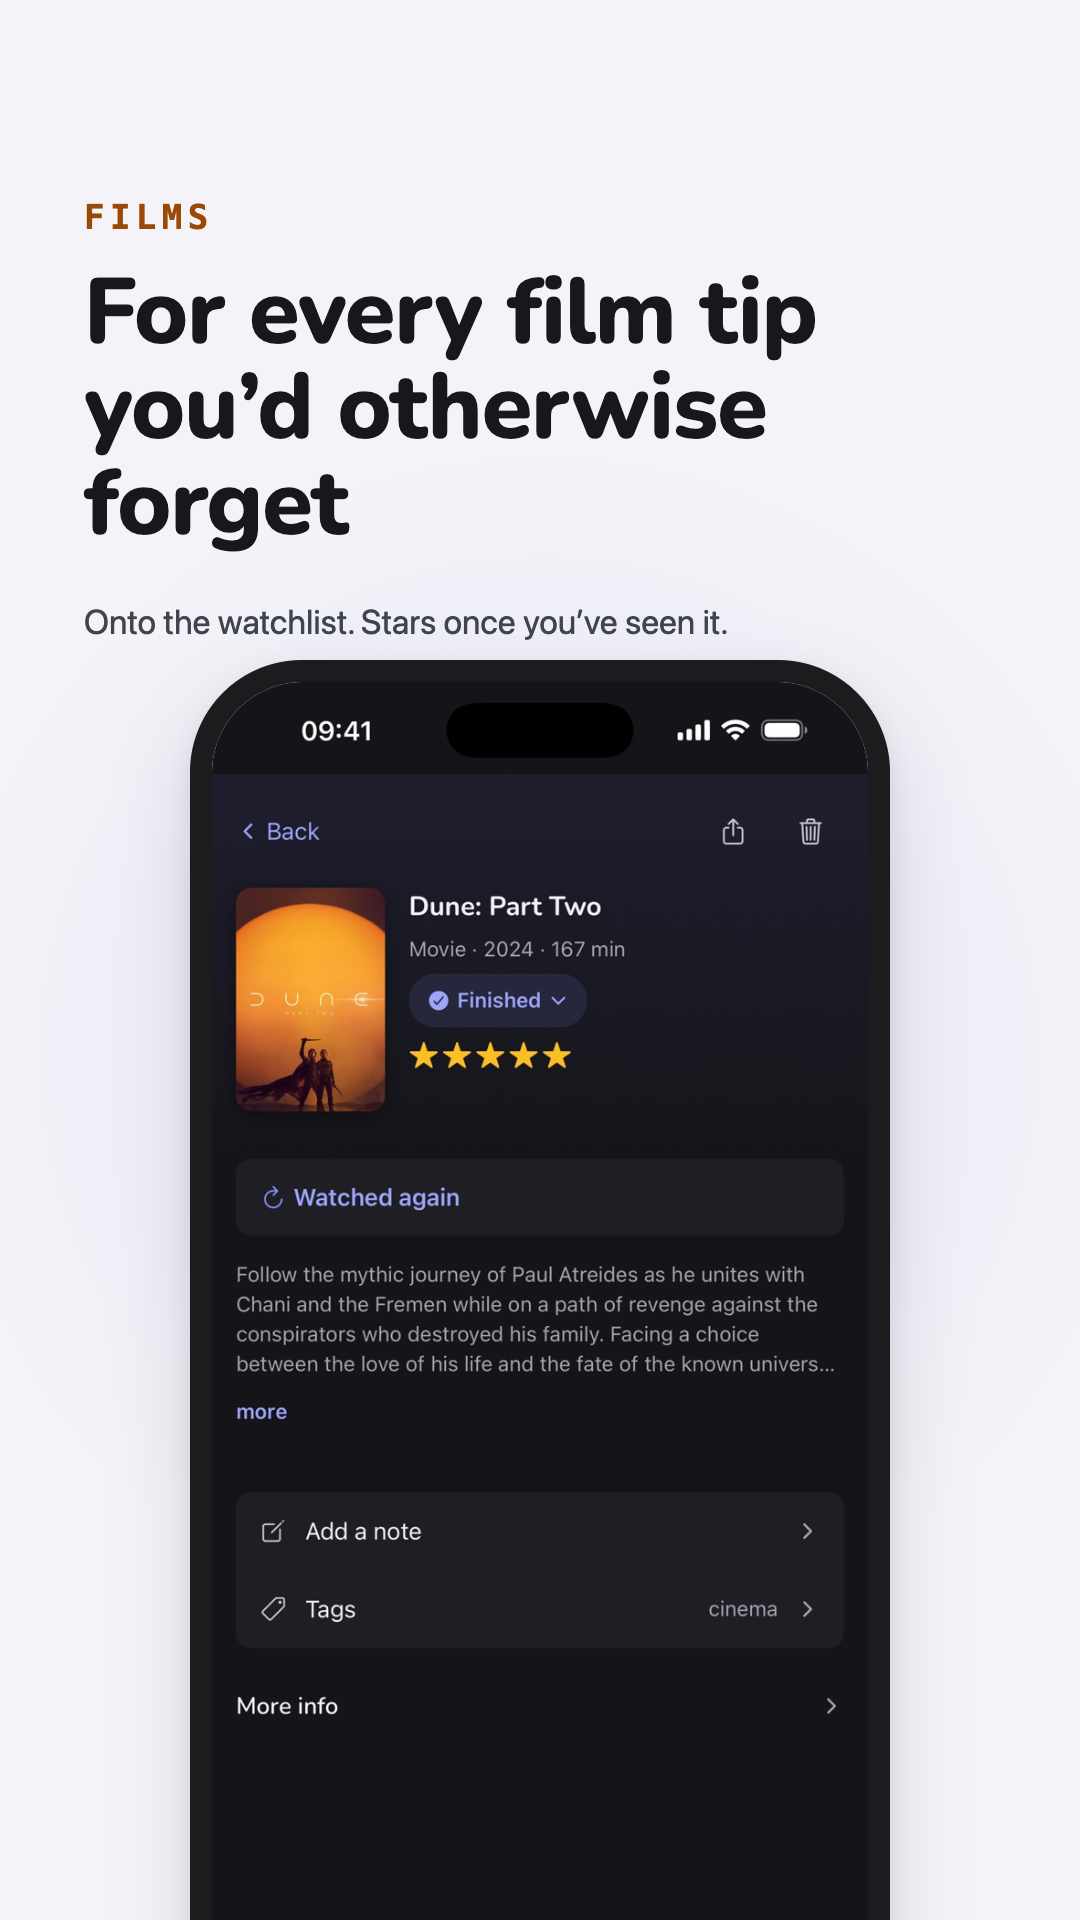 FILMS
For every film tip
you’d otherwise
forget
Onto the watchlist. Stars once you’ve seen it.
09:41
Back
Dune: Part Two
Movie · 2024 · 167 min
Finished
DUNE
PART TWO
Watched again
Follow the mythic journey of Paul Atreides as he unites with
Chani and the Fremen while on a path of revenge against the
conspirators who destroyed his family. Facing a choice
between the love of his life and the fate of the known univers...
more
Add a note
Tags
cinema
More info